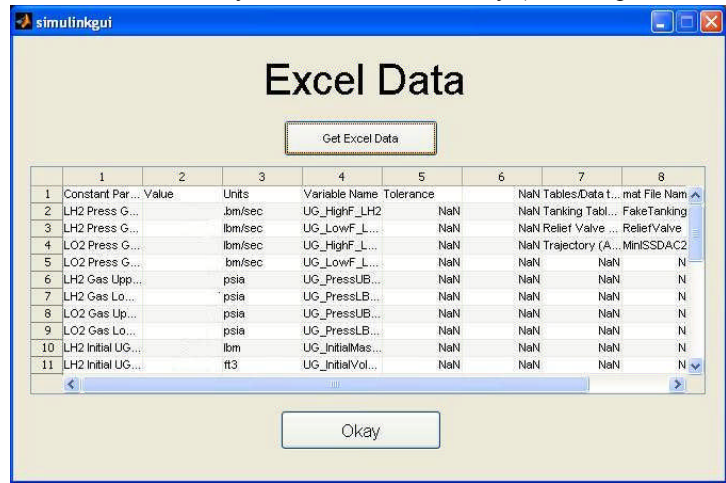 simulinkgui
Excel Data
Get Excel Data
1 2 3 4 5 6 7 8
1 Constant Par... Value Units Variable Name Tolerance NaN Tables/Data t... mat File Nam
2 LH2 Press G... .bm/sec UG_HighF_LH2 NaN NaN Tanking Tabl... FakeTanking
3 LH2 Press G... lbm/sec UG_LowF_L... NaN NaN Relief Valve ... ReliefValve
4 LO2 Press G... lbm/sec UG_HighF_L... NaN NaN Trajectory (A... MinISSDAC2
5 LO2 Press G... bm/sec UG_LowF_L... NaN NaN NaN N
6 LH2 Gas Upp... psia UG_PressUB... NaN NaN NaN N
7 LH2 Gas Lo... psia UG_PressLB... NaN NaN NaN N
8 LO2 Gas Up... psia UG_PressUB... NaN NaN NaN N
9 LO2 Gas Lo... psia UG_PressLB... NaN NaN NaN N
10 LH2 Initial UG... lbm UG_InitialMas... NaN NaN NaN N
11 LH2 Initial UG... ft3 UG_InitialVol... NaN NaN NaN N
Okay